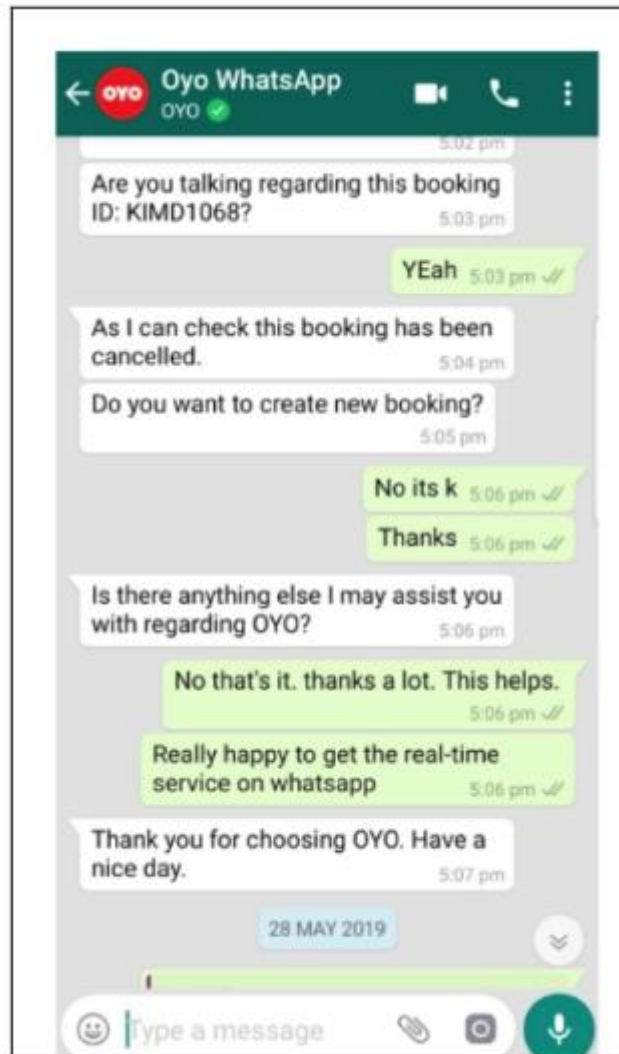 Oyo WhatsApp
OYO
OYO
5:02 pm
Are you talking regarding this booking
ID: KIMD1068?
5:03 pm
YEah 5:03 pm
As I can check this booking has been
cancelled.
5:04 pm
Do you want to create new booking?
5:05 pm
No its k 5:06 pm
Thanks 5:06 pm
Is there anything else I may assist you
with regarding OYO?
5:06 pm
No that's it. thanks a lot. This helps.
5:06 pm
Really happy to get the real-time
service on whatsapp
5:06 pm
Thank you for choosing OYO. Have a
nice day.
5:07 pm
28 MAY 2019
Type a message